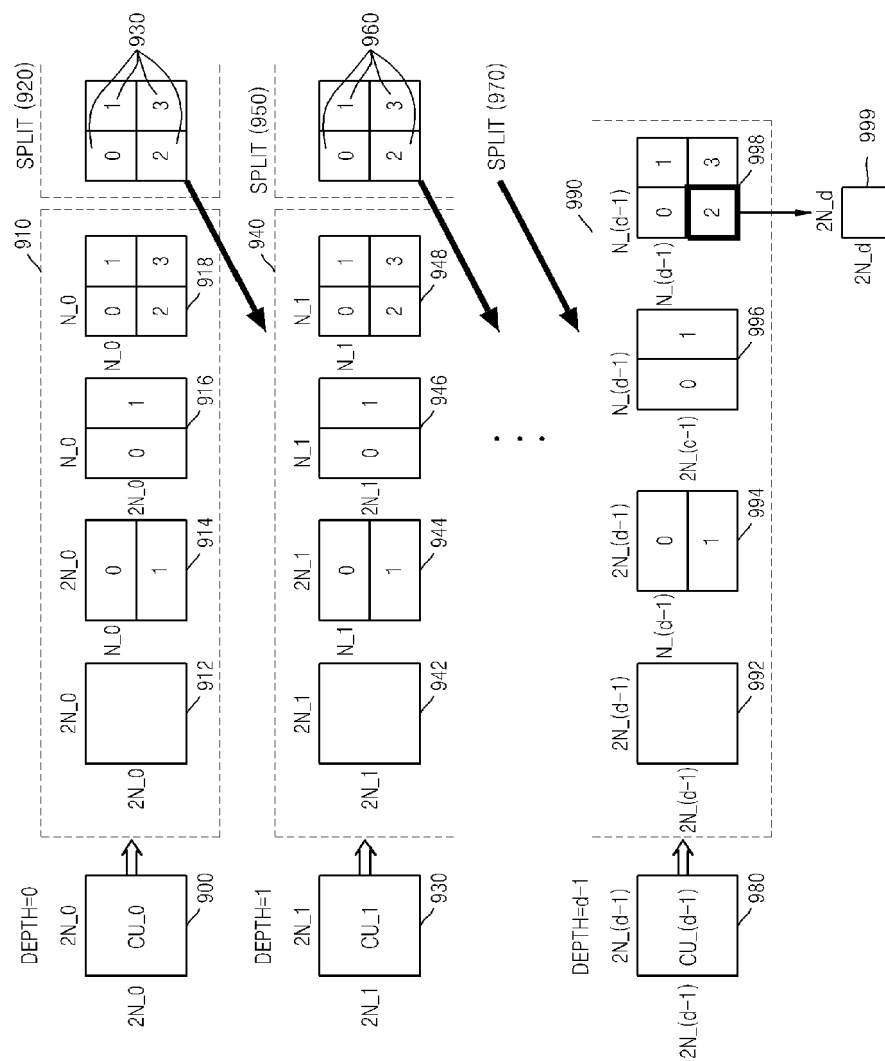 DEPTH=0
2N_0
2N_0
CU_0
900
910
2N_0
2N_0
912
2N_0
N_0
0
1
914
N_0
2N_0
0
1
916
N_0
N_0
0
1
2
3
918
SPLIT (920)
0
1
2
3
930
DEPTH=1
2N_1
2N_1
CU_1
930
940
2N_1
2N_1
942
2N_1
N_1
0
1
944
N_1
2N_1
0
1
946
N_1
N_1
0
1
2
3
948
SPLIT (950)
0
1
2
3
960
SPLIT (970)
. . .
DEPTH=d-1
2N_(d-1)
2N_(d-1)
CU_(d-1)
980
990
2N_(d-1)
2N_(d-1)
992
2N_(d-1)
N_(d-1)
0
1
994
N_(d-1)
2N_(c-1)
0
1
996
N_(d-1)
N_(d-1)
0
1
2
3
998
2N_d
2N_d
999